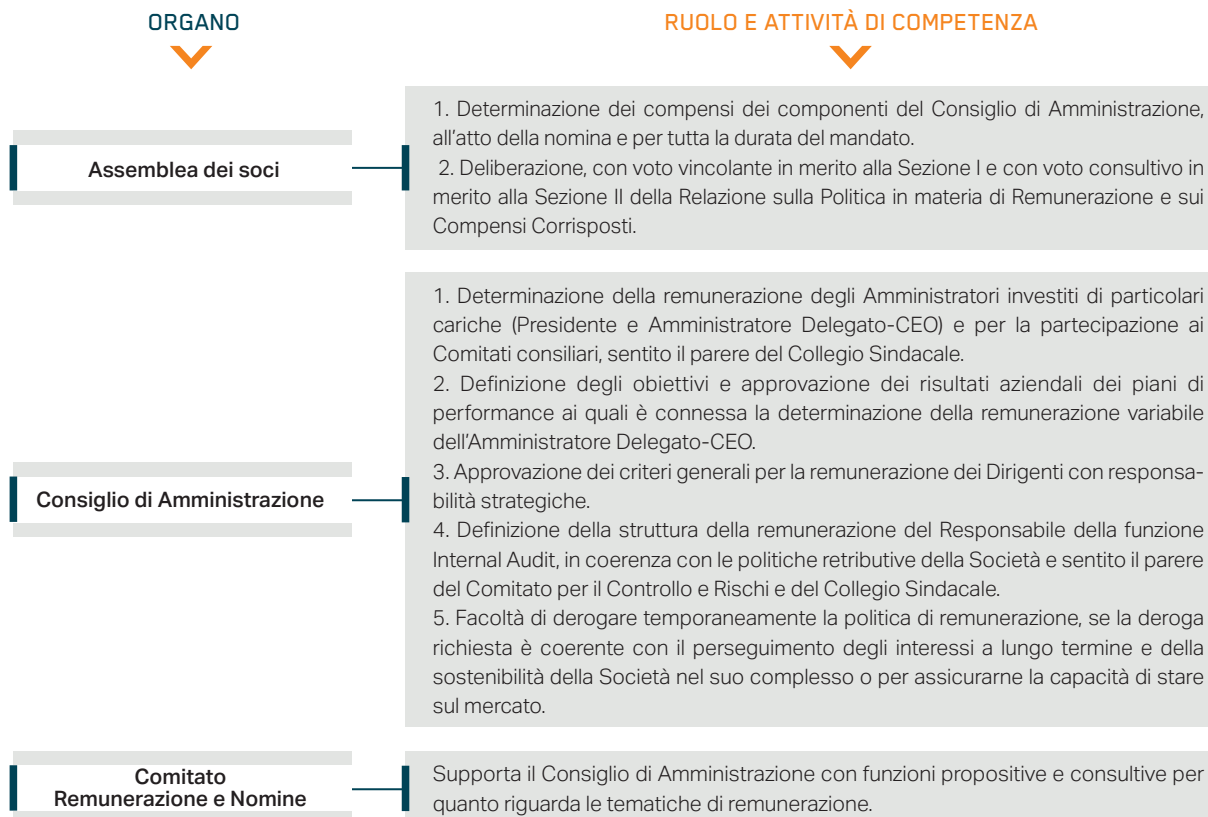 ORGANO
RUOLO E ATTIVITÀ DI COMPETENZA
Assemblea dei soci
1. Determinazione dei compensi dei componenti del Consiglio di Amministrazione,
all'atto della nomina e per tutta la durata del mandato.
2. Deliberazione, con voto vincolante in merito alla Sezione I e con voto consultivo in
merito alla Sezione II della Relazione sulla Politica in materia di Remunerazione e sui
Compensi Corrisposti.
Consiglio di Amministrazione
1. Determinazione della remunerazione degli Amministratori investiti di particolari
cariche (Presidente e Amministratore Delegato-CEO) e per la partecipazione ai
Comitati consiliari, sentito il parere del Collegio Sindacale.
2. Definizione degli obiettivi e approvazione dei risultati aziendali dei piani di
performance ai quali è connessa la determinazione della remunerazione variabile
dell'Amministratore Delegato-CEO.
3. Approvazione dei criteri generali per la remunerazione dei Dirigenti con responsa-
bilità strategiche.
4. Definizione della struttura della remunerazione del Responsabile della funzione
Internal Audit, in coerenza con le politiche retributive della Società e sentito il parere
del Comitato per il Controllo e Rischi e del Collegio Sindacale.
5. Facoltà di derogare temporaneamente la politica di remunerazione, se la deroga
richiesta è coerente con il perseguimento degli interessi a lungo termine e della
sostenibilità della Società nel suo complesso o per assicurarne la capacità di stare
sul mercato.
Comitato
Remunerazione e Nomine
Supporta il Consiglio di Amministrazione con funzioni propositive e consultive per
quanto riguarda le tematiche di remunerazione.